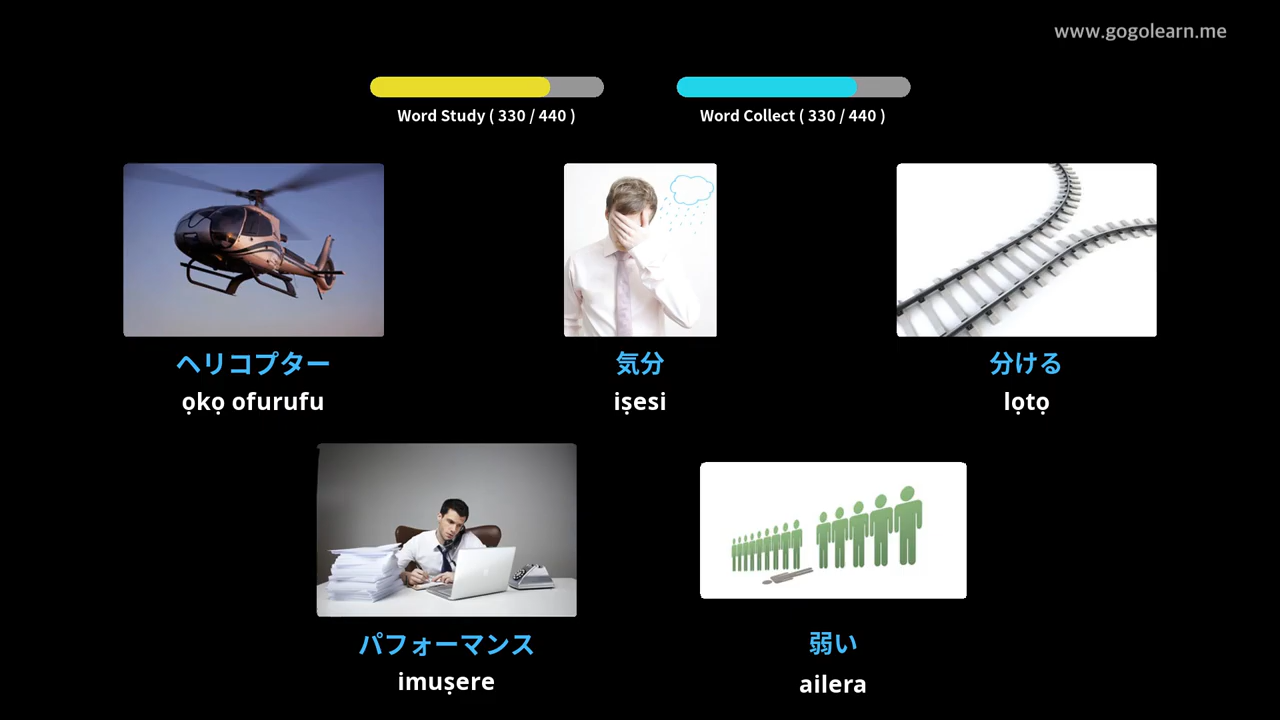 www.gogolearn.me
Word Study ( 330 / 440 )
Word Collect ( 330 / 440 )
ヘリコプター
ọkọ ofurufu
気分
iṣesi
分ける
lọtọ
パフォーマンス
imuṣere
弱い
ailera